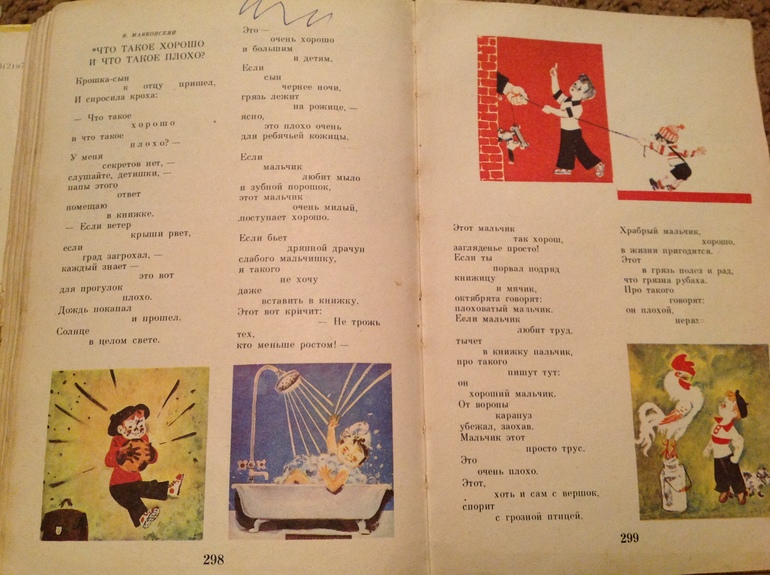 В. МАЯКОВСКИЙ
*ЧТО ТАКОЕ ХОРОШО
И ЧТО ТАКОЕ ПЛОХО?
Крошка-сын
к отцу пришел,
И спросила кроха:
— Что такое
хорошо
и что такое
плохо? —
У меня
секретов нет, —
слушайте, детишки, —
папы этого
ответ
помещаю
в книжке.
— Если ветер
крыши рвет,
если
град загрохал, —
каждый знает —
это вот
для прогулок
плохо.
Дождь покапал
и прошел.
Солнце
в целом свете.
Это —
очень хорошо
и большим
и детям.
Если
сын
чернее ночи,
грязь лежит
на рожице, —
ясно,
это плохо очень
для ребячьей кожицы.
Если
мальчик
любит мыло
и зубной порошок,
этот мальчик
очень милый,
поступает хорошо.
Если бьет
дрянной драчун
слабого мальчишку,
я такого
не хочу
даже
вставить в книжку.
Этот вот кричит:
— Не трожь
тех,
кто меньше ростом! —
298
Этот мальчик
так хорош,
загляденье просто!
Если ты
порвал подряд
книжицу
и мячик,
октябрята говорят:
плоховатый мальчик.
Если мальчик
любит труд,
тычет
в книжку пальчик,
про такого
пишут тут:
он
хороший мальчик.
От вороны
карапуз
убежал, заохав.
Мальчик этот
просто трус.
Это
очень плохо.
Этот,
хоть и сам с вершок,
спорит
с грозной птицей.
Храбрый мальчик,
хорошо,
в жизни пригодится.
Этот
в грязь полез и рад,
что грязна рубаха.
Про такого
говорят:
он плохой,
299